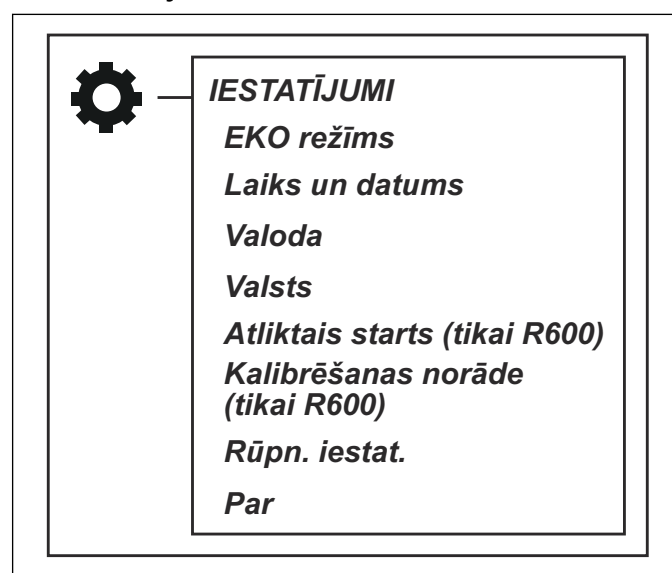 IESTATĪJUMI
EKO režīms
Laiks un datums
Valoda
Valsts
Atliktais starts (tikai R600)
Kalibrēšanas norāde
(tikai R600)
Rūpn. iestat.
Par